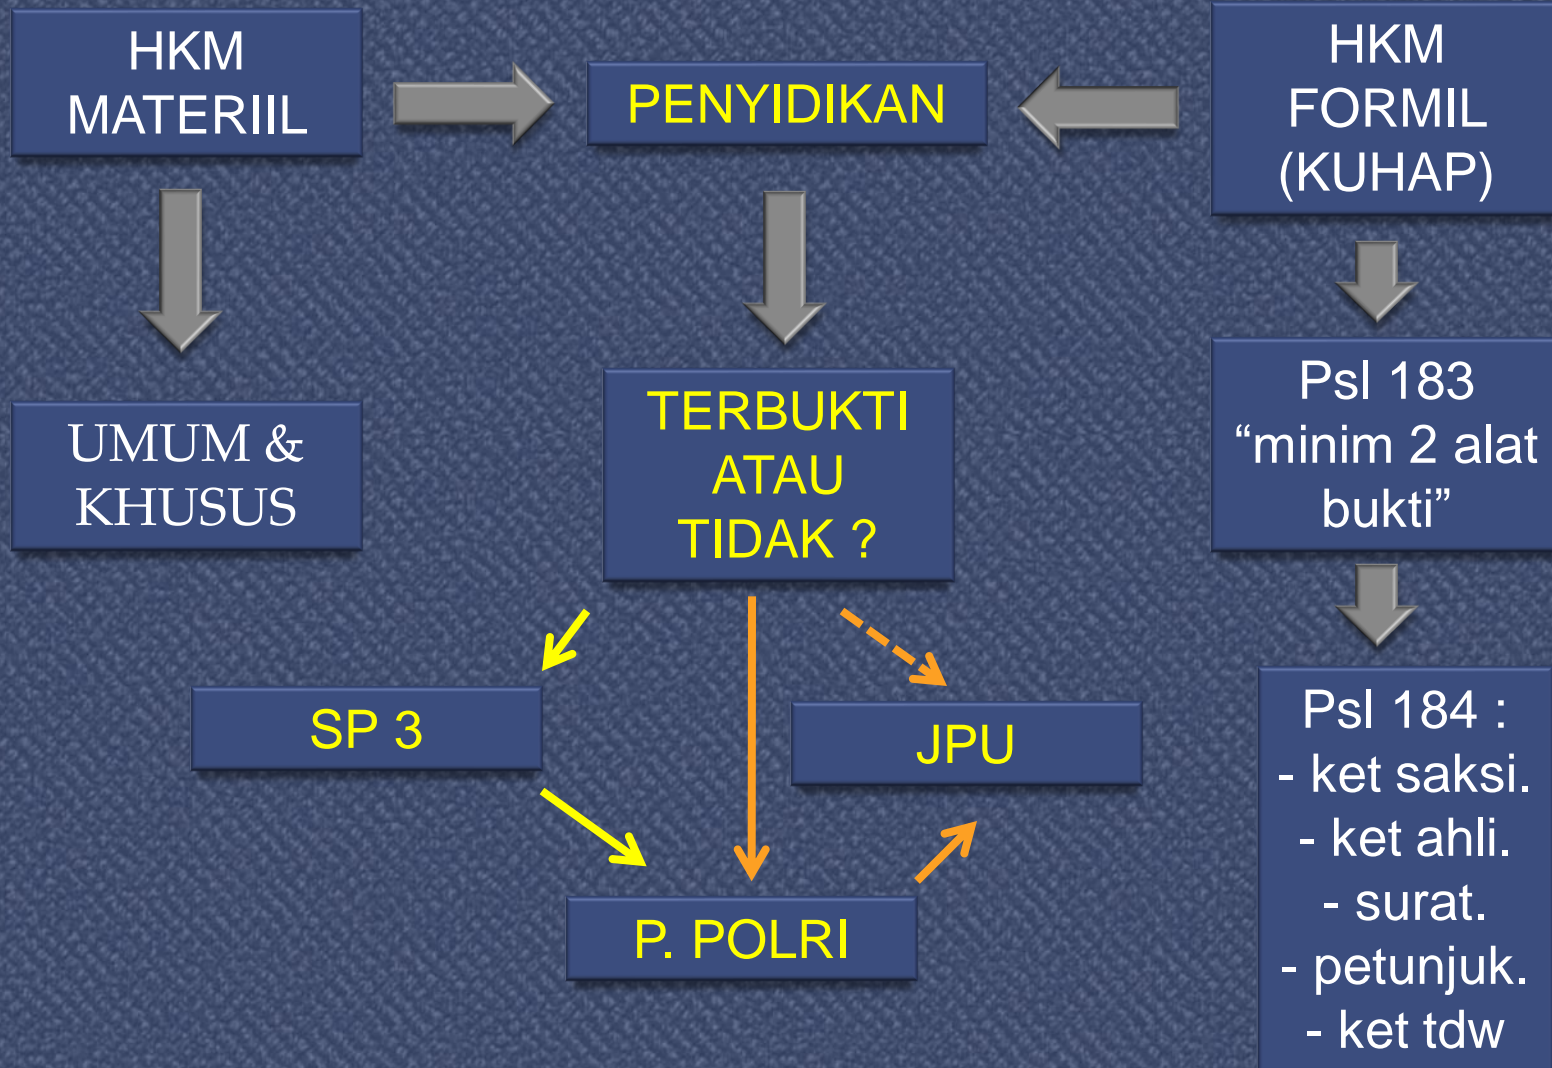 HKM
MATERIIL
PENYIDIKAN
HKM
FORMIL
(KUHAP)
UMUM &
KHUSUS
TERBUKTI
ATAU
TIDAK ?
Psl 183
“minim 2 alat
bukti”
SP 3
JPU
P. POLRI
Psl 184 :
- ket saksi.
- ket ahli.
- surat.
- petunjuk.
- ket tdw